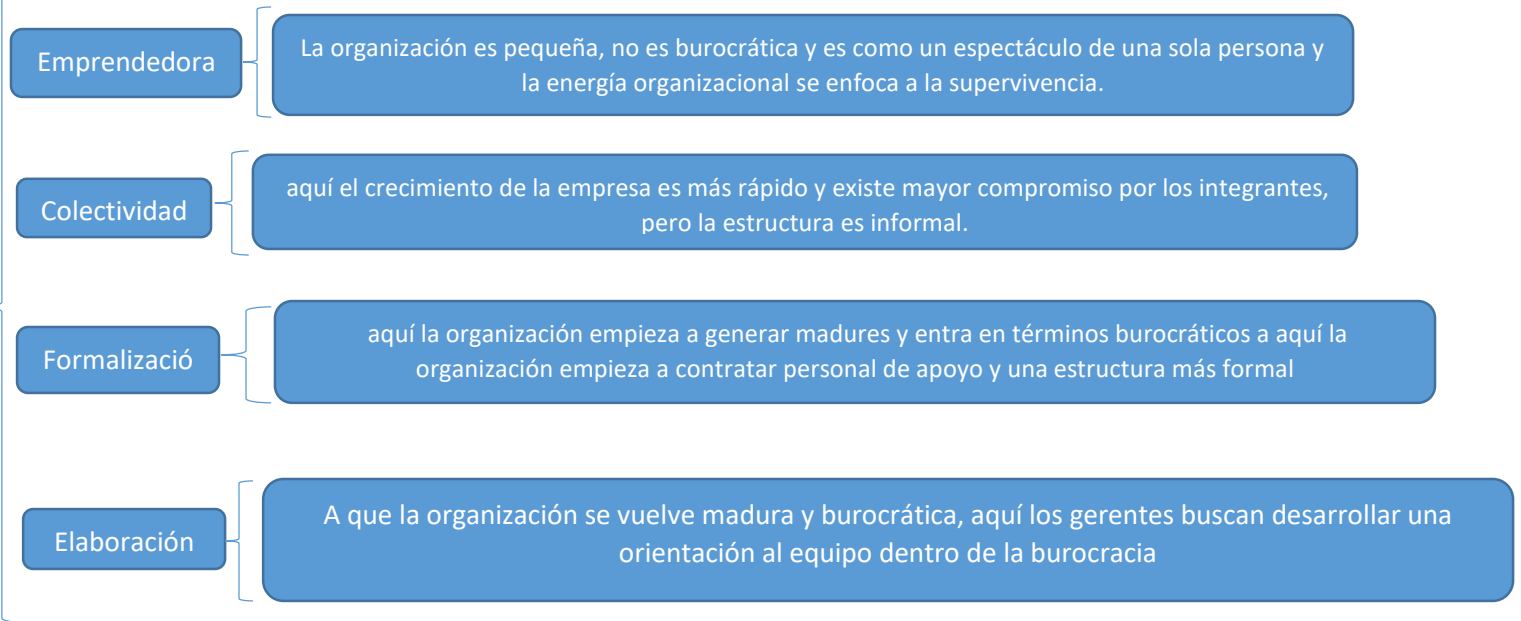 Emprendedora
La organización es pequeña, no es burocrática y es como un espectáculo de una sola persona y
la energía organizacional se enfoca a la supervivencia.
Colectividad
aquí el crecimiento de la empresa es más rápido y existe mayor compromiso por los integrantes,
pero la estructura es informal.
Formalizació
aquí la organización empieza a generar madures y entra en términos burocráticos a aquí la
organización empieza a contratar personal de apoyo y una estructura más formal
Elaboración
A que la organización se vuelve madura y burocrática, aquí los gerentes buscan desarrollar una
orientación al equipo dentro de la burocracia